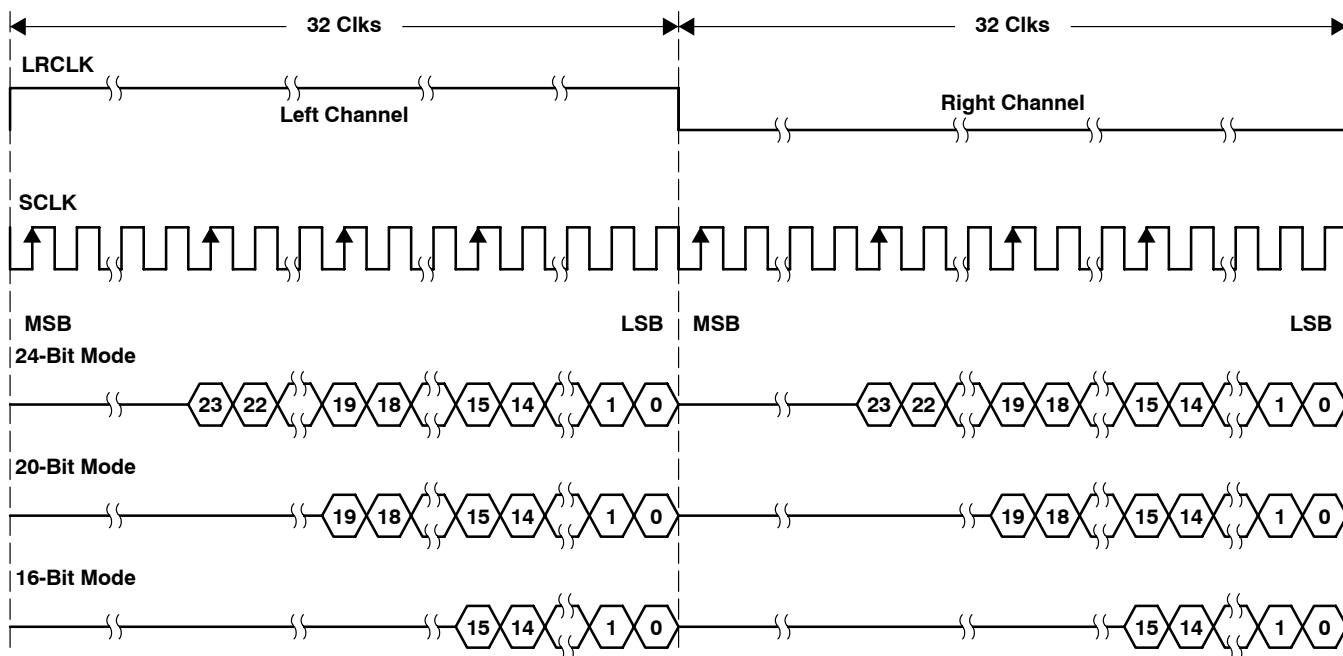 32 Clks 32 Clks
LRCLK
Left Channel Right Channel
SCLK
MSB LSB MSB LSB
24-Bit Mode
23 22 19 18 15 14 1 0 23 22 19 18 15 14 1 0
20-Bit Mode
19 18 15 14 1 0 19 18 15 14 1 0
16-Bit Mode
15 14 1 0 15 14 1 0